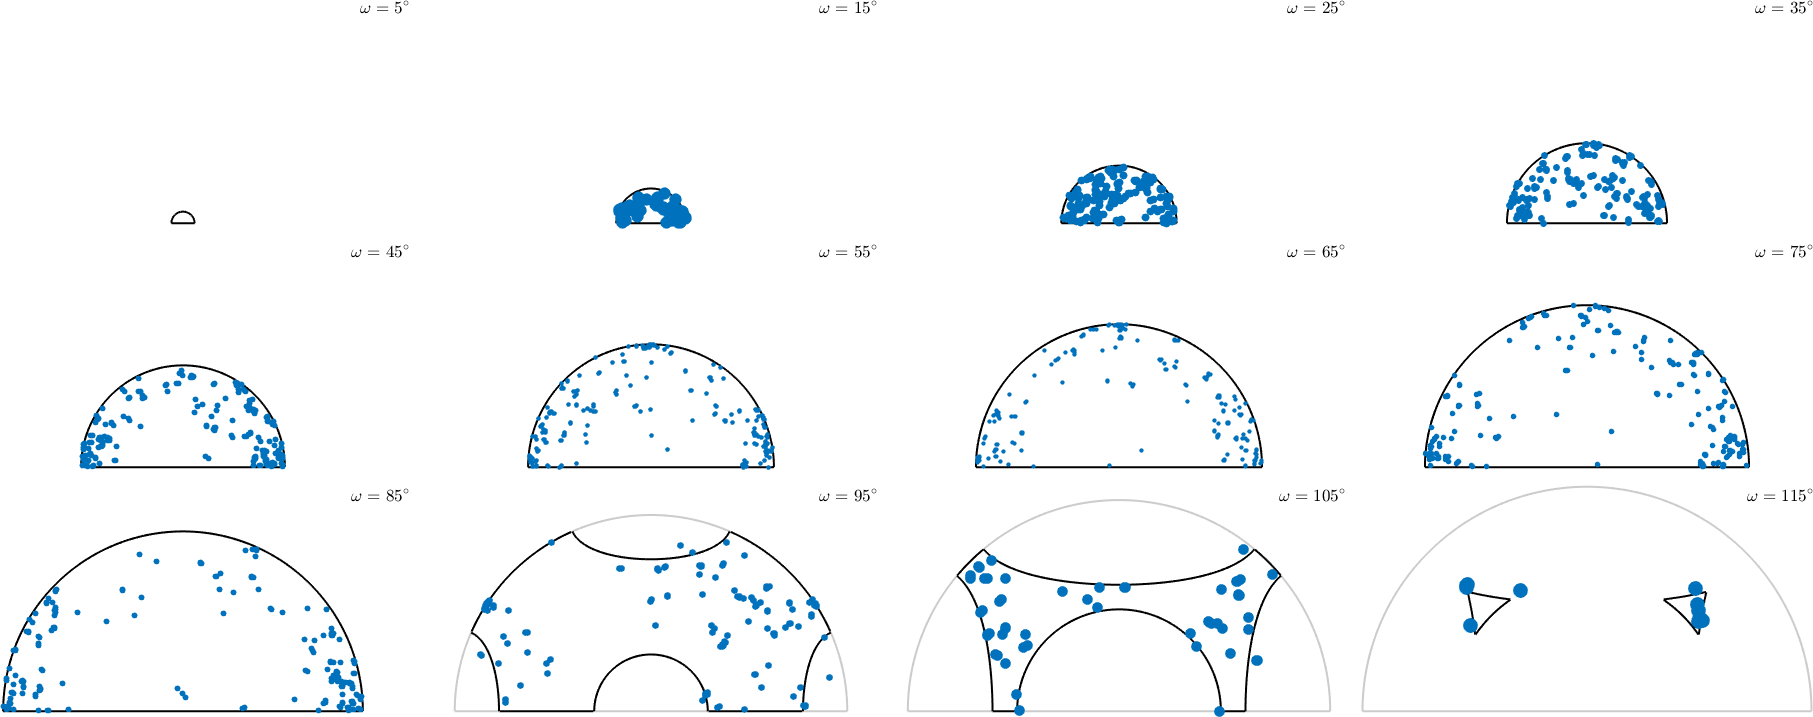 ω = 5°
ω = 15°
ω = 25°
ω = 35°
ω = 45°
ω = 55°
ω = 65°
ω = 75°
ω = 85°
ω = 95°
ω = 105°
ω = 115°